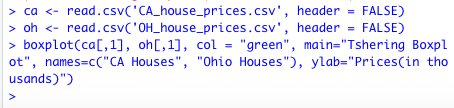 > ca <- read.csv('CA_house_prices.csv', header = FALSE)
> oh <- read.csv('OH_house_prices.csv', header = FALSE)
> boxplot(ca[,1], oh[,1], col = "green", main="Tshering Boxpl
ot", names=c("CA Houses", "Ohio Houses"), ylab="Prices(in tho
usands)")
>